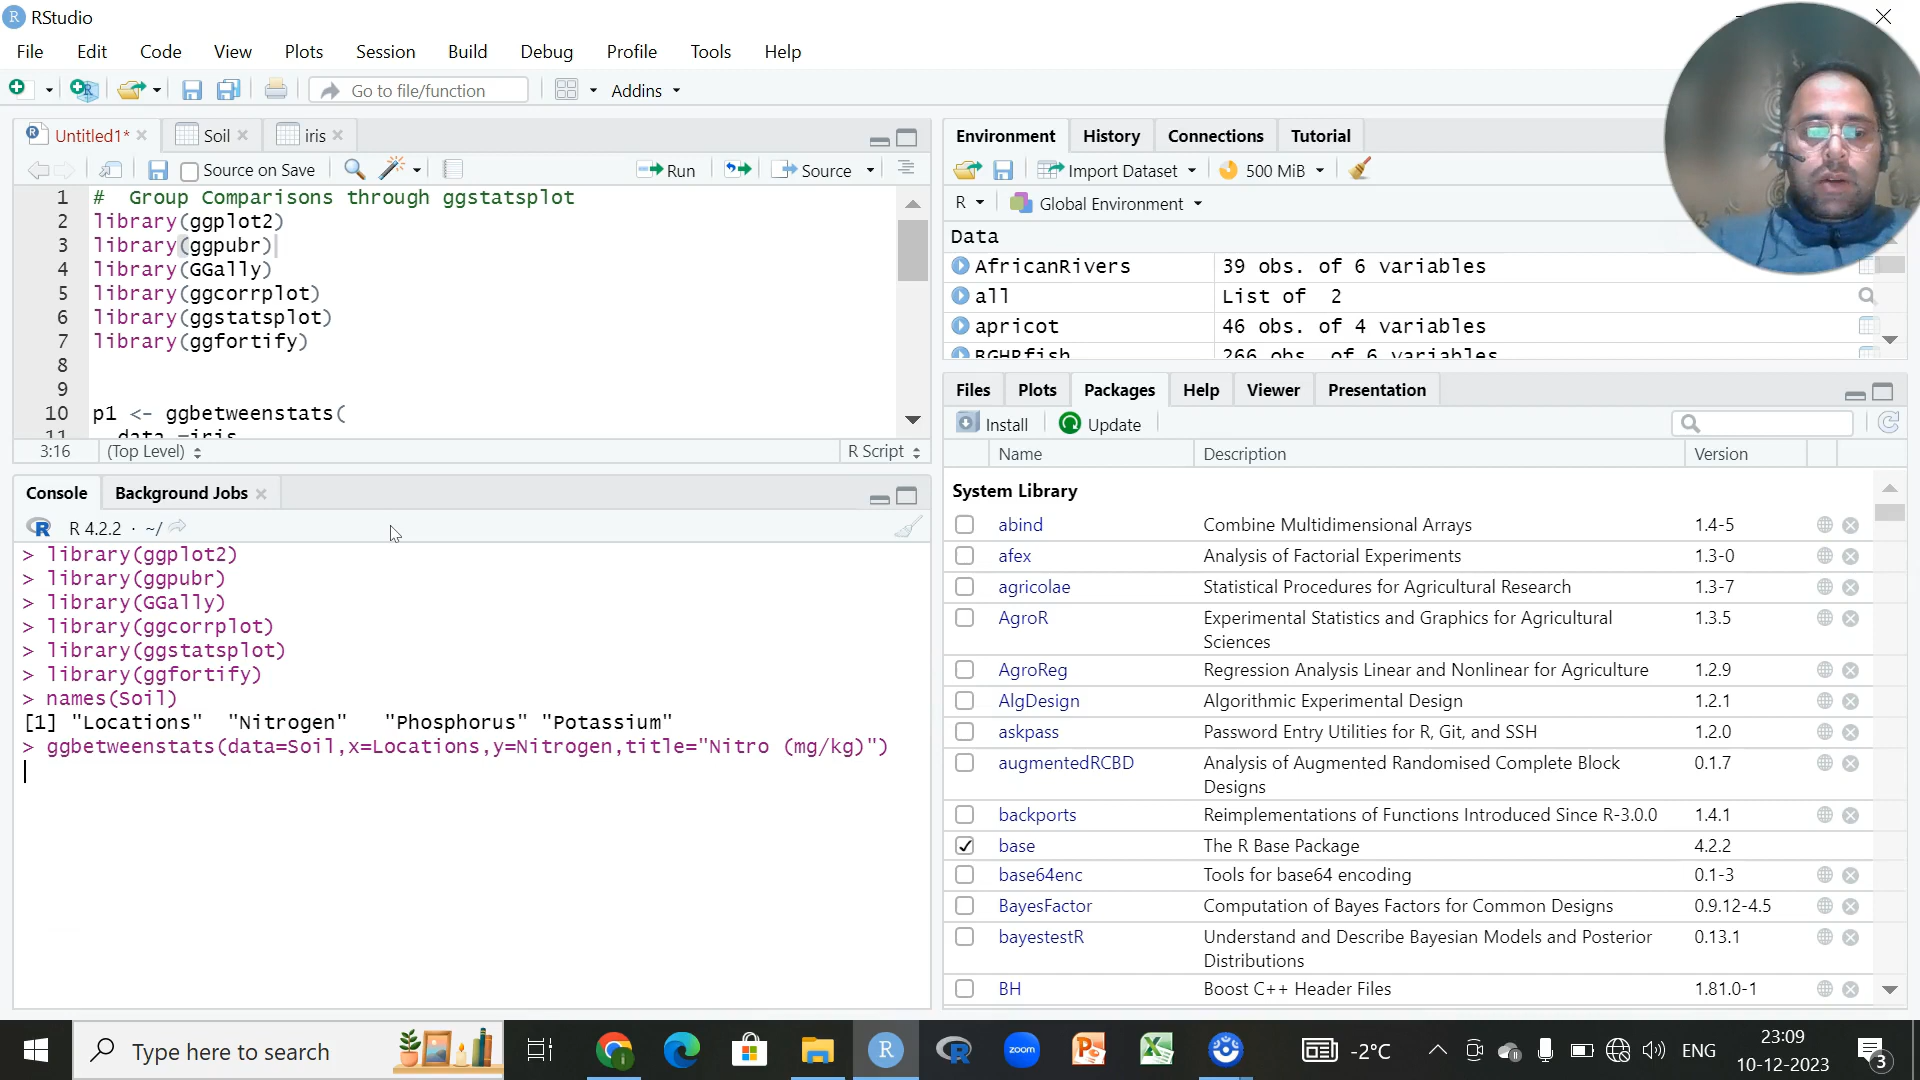 RStudio
File Edit Code View Plots Session Build Debug Profile Tools Help
Go to file/function Addins
Untitled1* Soil iris
Source on Save Run Source
1 # Group Comparisons through ggstatsplot
2 library(ggplot2)
3 library(ggpubr)
4 library(GGally)
5 library(ggcorrplot)
6 library(ggstatsplot)
7 library(ggfortify)
8
9
10 p1 <- ggbetweenstats(
11 data =iris
3:16 (Top Level) R Script
Console Background Jobs
R 4.2.2 · ~/
> library(ggplot2)
> library(ggpubr)
> library(GGally)
> library(ggcorrplot)
> library(ggstatsplot)
> library(ggfortify)
> names(Soil)
[1] "Locations" "Nitrogen" "Phosphorus" "Potassium"
> ggbetweenstats(data=Soil,x=Locations,y=Nitrogen,title="Nitro (mg/kg)")
Environment History Connections Tutorial
Import Dataset 500 MiB
R Global Environment
Data
AfricanRivers 39 obs. of 6 variables
all List of 2
apricot 46 obs. of 4 variables
BGHRfish 266 obs. of 6 variables
Files Plots Packages Help Viewer Presentation
Install Update
Name Description Version
System Library
abind Combine Multidimensional Arrays 1.4-5
afex Analysis of Factorial Experiments 1.3-0
agricolae Statistical Procedures for Agricultural Research 1.3-7
AgroR Experimental Statistics and Graphics for Agricultural 1.3.5
Sciences
AgroReg Regression Analysis Linear and Nonlinear for Agriculture 1.2.9
AlgDesign Algorithmic Experimental Design 1.2.1
askpass Password Entry Utilities for R, Git, and SSH 1.2.0
augmentedRCBD Analysis of Augmented Randomised Complete Block 0.1.7
Designs
backports Reimplementations of Functions Introduced Since R-3.0.0 1.4.1
base The R Base Package 4.2.2
base64enc Tools for base64 encoding 0.1-3
BayesFactor Computation of Bayes Factors for Common Designs 0.9.12-4.5
bayestestR Understand and Describe Bayesian Models and Posterior 0.13.1
Distributions
BH Boost C++ Header Files 1.81.0-1
Type here to search
zoom
-2°C
ENG
23:09
10-12-2023
3